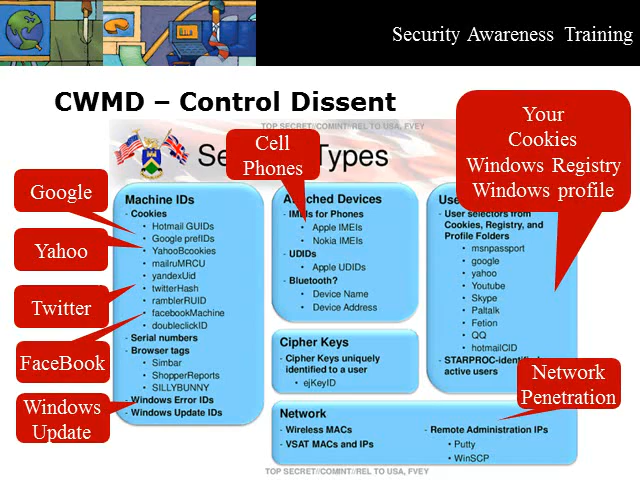 Security Awareness Training
CWMD – Control Dissent
TOP SECRET//COMINT//REL TO USA, FVEY
Se
Types
Cell
Phones
Your
Cookies
Windows Registry
Windows profile
Google
Yahoo
Twitter
FaceBook
Windows
Update
Machine IDs
- Cookies
• Hotmail GUIDs
• Google prefIDs
• YahooBcookies
• mailruMRCU
• yandexUid
• twitterHash
• ramblerRUID
• facebookMachine
• doubleclickID
- Serial numbers
- Browser tags
• Simbar
• ShopperReports
• SILLYBUNNY
- Windows Error IDs
- Windows Update IDs
Attached Devices
- IMEIs for Phones
• Apple IMEIs
• Nokia IMEIs
- UDIDs
• Apple UDIDs
- Bluetooth?
• Device Name
• Device Address
Cipher Keys
- Cipher Keys uniquely
identified to a user
• ejKeyID
Use
- User selectors from
Cookies, Registry, and
Profile Folders
• msnpassport
• google
• yahoo
• Youtube
• Skype
• Paltalk
• Fetion
• QQ
• hotmailCID
- STARPROC-identified
active users
Network
Penetration
Network
- Wireless MACs
- VSAT MACs and IPs
- Remote Administration IPs
• Putty
• WinSCP
TOP SECRET//COMINT//REL TO USA, FVEY